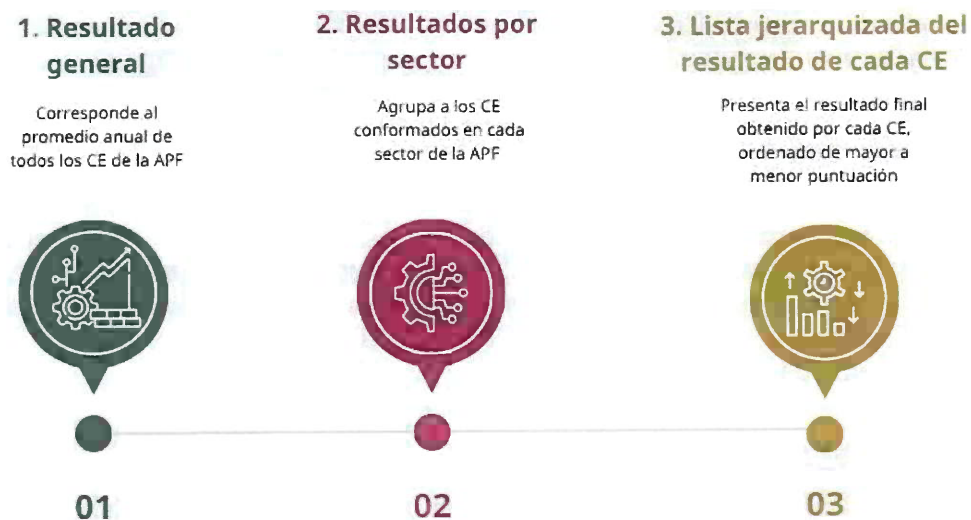 1. Resultado
general
Corresponde al
promedio anual de
todos los CE de la APF
2. Resultados por
sector
Agrupa a los CE
conformados en cada
sector de la APF
3. Lista jerarquizada del
resultado de cada CE
Presenta el resultado final
obtenido por cada CE,
ordenado de mayor a
menor puntuación
01
02
03